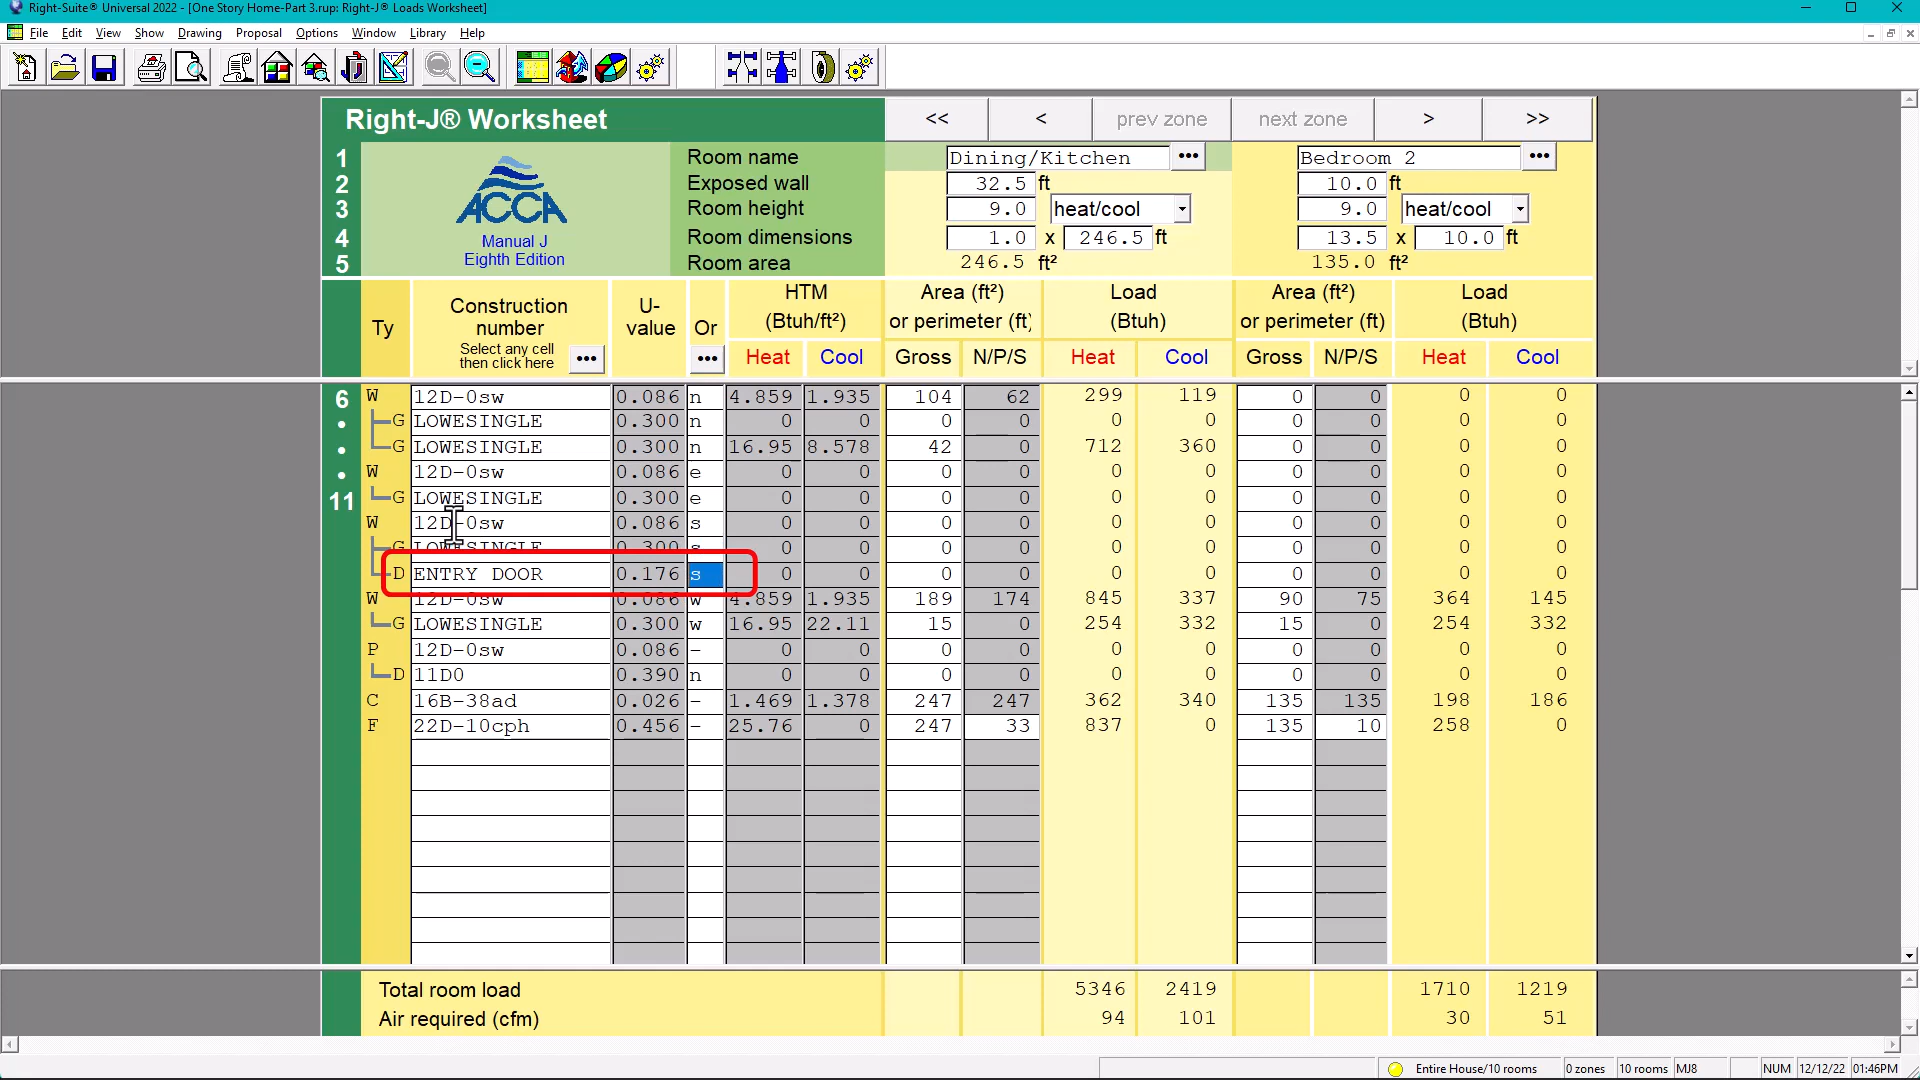 Right-Suite® Universal 2022 - [One Story Home-Part 3.rup: Right-J® Loads Worksheet]
File Edit View Show Drawing Proposal Options Window Library Help
Right-J® Worksheet << < prev zone next zone > >>
1 Room name Dining/Kitchen ••• Bedroom 2 •••
2 Exposed wall 32.5 ft 10.0 ft
3 Room height 9.0 heat/cool 9.0 heat/cool
4 Room dimensions 1.0 x 246.5 ft 13.5 x 10.0 ft
5 Room area 246.5 ft² 135.0 ft²
ACCA
Manual J
Eighth Edition
Ty
Construction
number
Select any cell
then click here •••
U-
value
Or
•••
HTM
(Btuh/ft²)
Heat Cool
Area (ft²)
or perimeter (ft)
Gross N/P/S
Load
(Btuh)
Heat Cool
Area (ft²)
or perimeter (ft)
Gross N/P/S
Load
(Btuh)
Heat Cool
6 W 12D-0sw 0.086 n 4.859 1.935 104 62 299 119 0 0 0 0
• G LOWESINGLE 0.300 n 0 0 0 0 0 0 0 0 0 0
• G LOWESINGLE 0.300 n 16.95 8.578 42 0 712 360 0 0 0 0
• W 12D-0sw 0.086 e 0 0 0 0 0 0 0 0 0 0
11 G LOWESINGLE 0.300 e 0 0 0 0 0 0 0 0 0 0
W 12D-0sw 0.086 s 0 0 0 0 0 0 0 0 0 0
G LOWESINGLE 0.300 s 0 0 0 0 0 0 0 0 0 0
D ENTRY DOOR 0.176 s 0 0 0 0 0 0 0 0 0 0
W 12D-0sw 0.086 w 4.859 1.935 189 174 845 337 90 75 364 145
G LOWESINGLE 0.300 w 16.95 22.11 15 0 254 332 15 0 254 332
P 12D-0sw 0.086 - 0 0 0 0 0 0 0 0 0 0
D 11D0 0.390 n 0 0 0 0 0 0 0 0 0 0
C 16B-38ad 0.026 - 1.469 1.378 247 247 362 340 135 135 198 186
F 22D-10cph 0.456 - 25.76 0 247 33 837 0 135 10 258 0
Total room load 5346 2419 1710 1219
Air required (cfm) 94 101 30 51
Entire House/10 rooms 0 zones 10 rooms MJ8 NUM 12/12/22 01:46PM